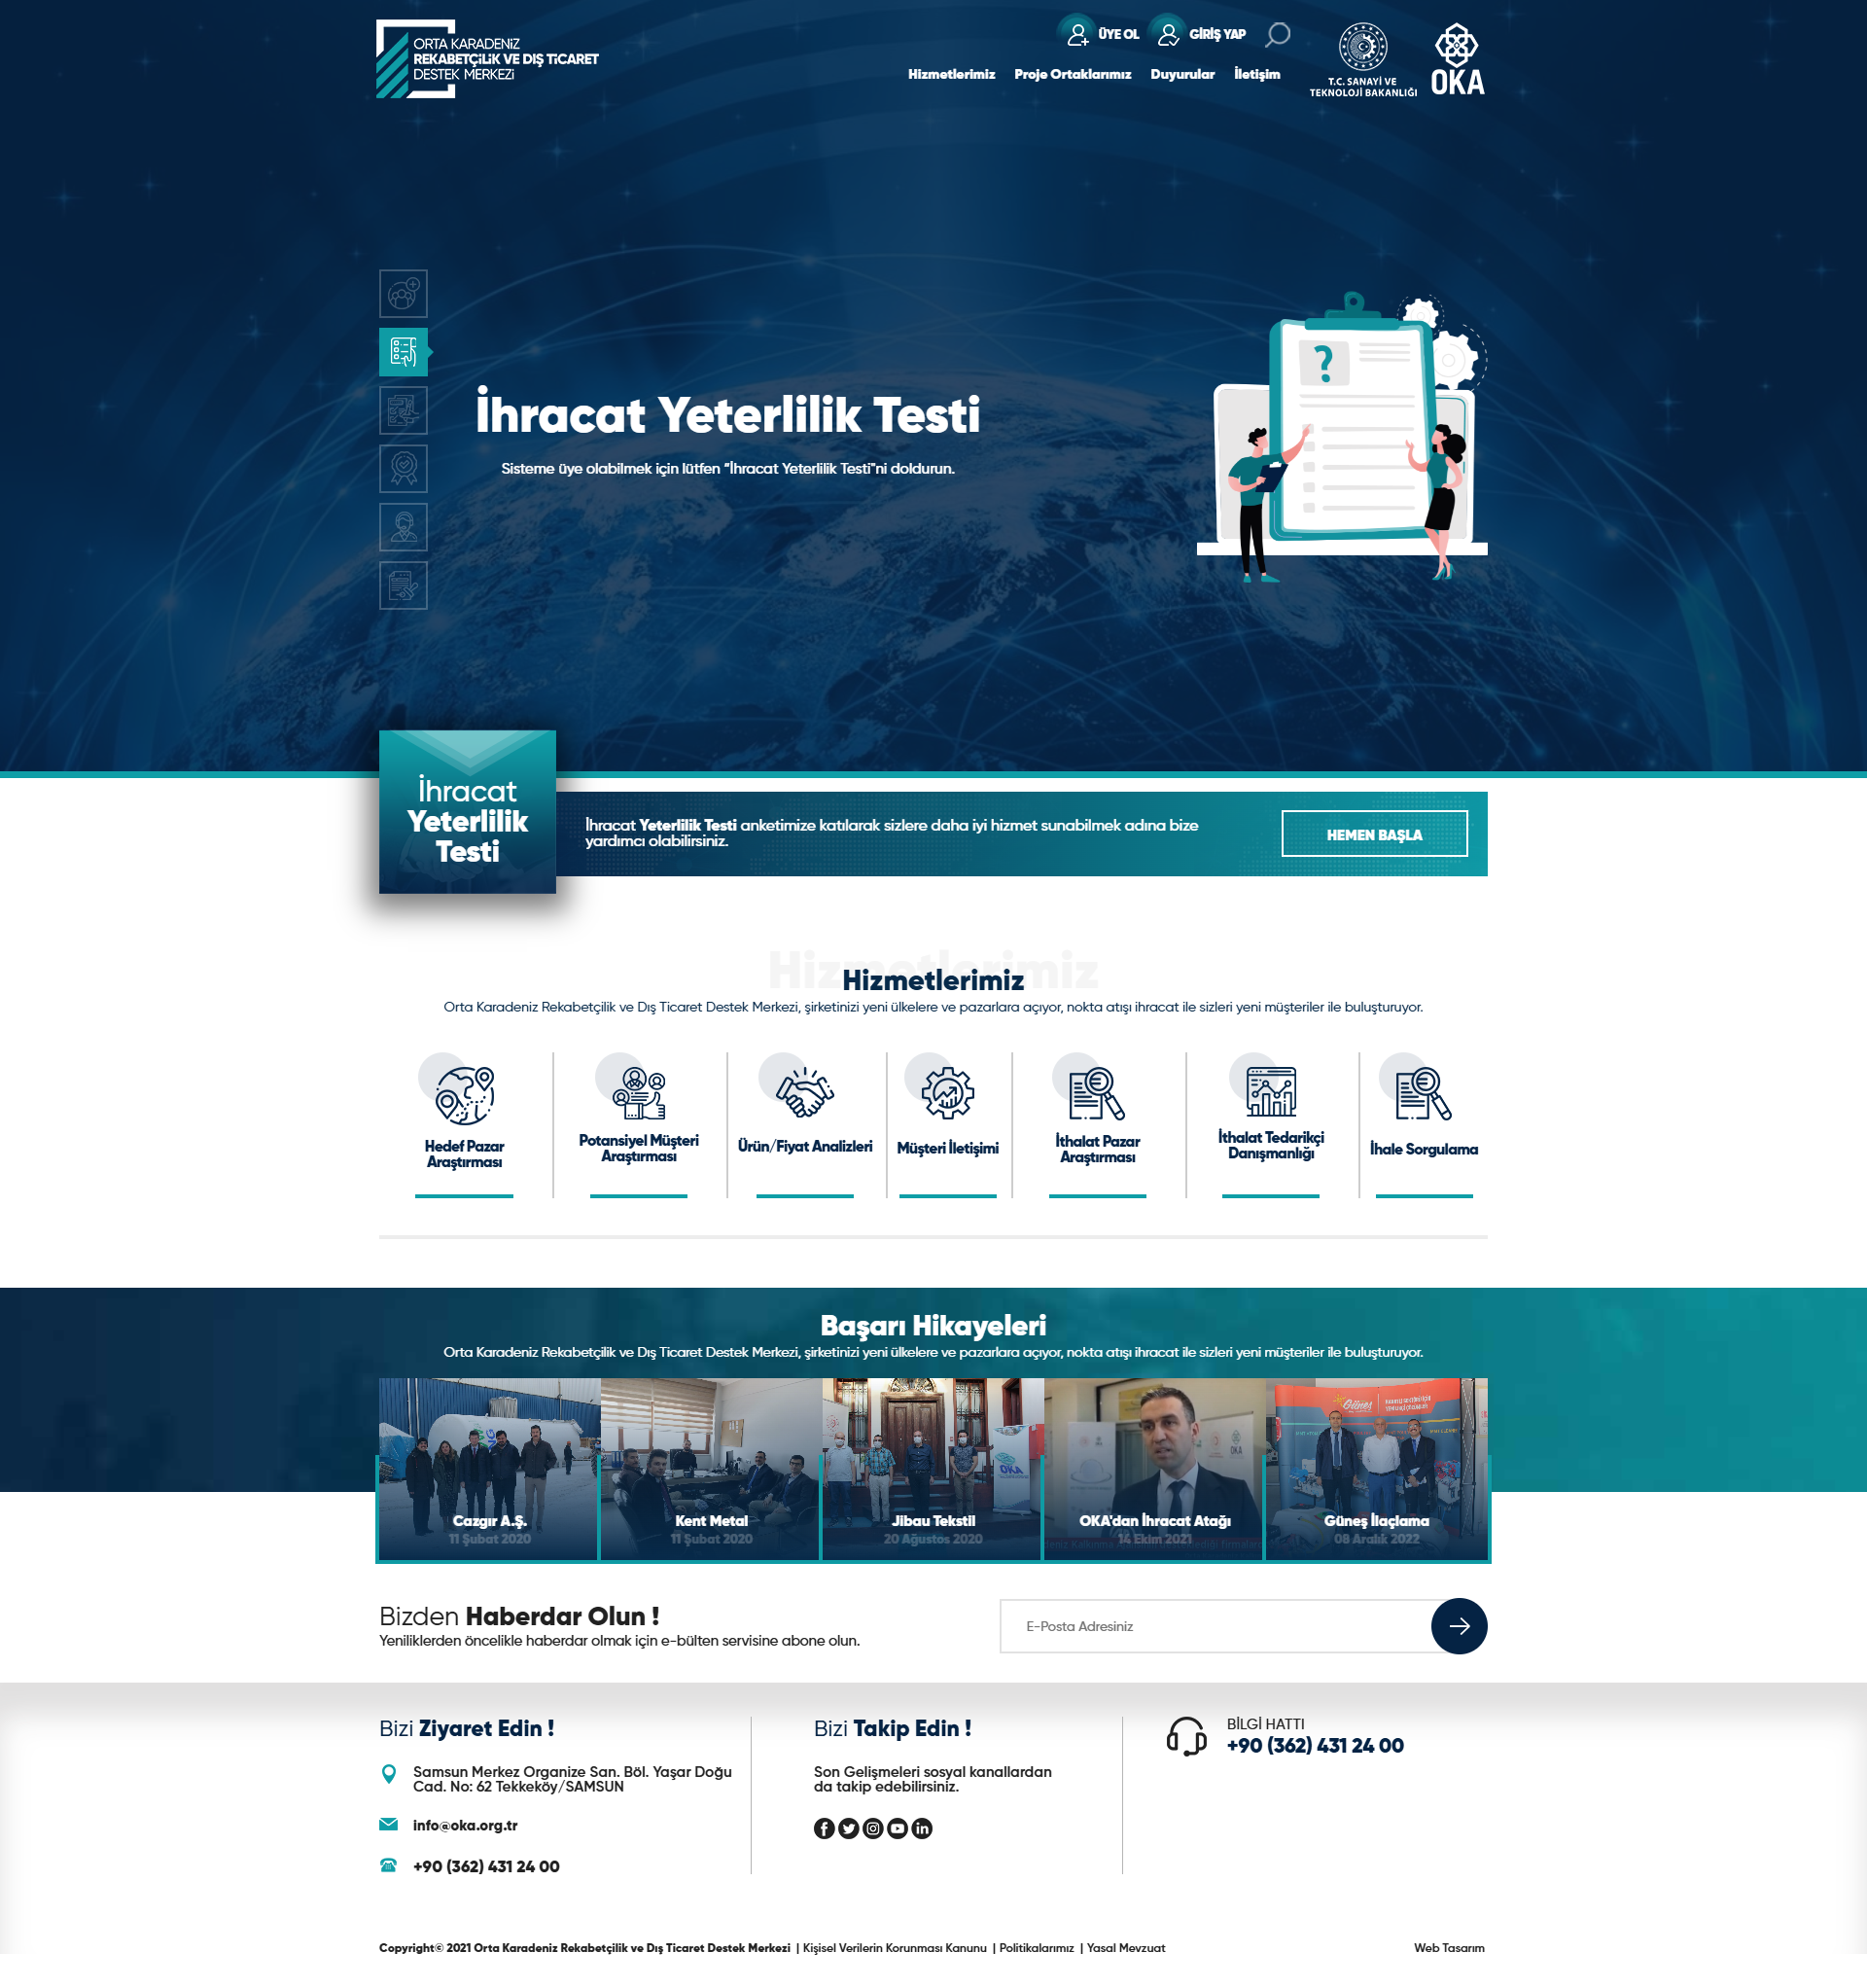 ORTA KARADENİZ
REKABETÇİLİK VE DIŞ TİCARET
DESTEK MERKEZİ
ÜYE OL
GİRİŞ YAP
Hizmetlerimiz
Proje Ortaklarımız
Duyurular
İletişim
T.C. SANAYİ VE
TEKNOLOJİ BAKANLIĞI
OKA
?
İhracat Yeterlilik Testi
Sisteme üye olabilmek için lütfen "İhracat Yeterlilik Testi"ni doldurun.
İhracat
Yeterlilik
Testi
İhracat Yeterlilik Testi anketimize katılarak sizlere daha iyi hizmet sunabilmek adına bize
yardımcı olabilirsiniz.
HEMEN BAŞLA
Hizmetlerimiz
Hizmetlerimiz
Orta Karadeniz Rekabetçilik ve Dış Ticaret Destek Merkezi, şirketinizi yeni ülkelere ve pazarlara açıyor, nokta atışı ihracat ile sizleri yeni müşteriler ile buluşturuyor.
Hedef Pazar
Araştırması
Potansiyel Müşteri
Araştırması
Ürün/Fiyat Analizleri
Müşteri İletişimi
İthalat Pazar
Araştırması
İthalat Tedarikçi
Danışmanlığı
İhale Sorgulama
Başarı Hikayeleri
Orta Karadeniz Rekabetçilik ve Dış Ticaret Destek Merkezi, şirketinizi yeni ülkelere ve pazarlara açıyor, nokta atışı ihracat ile sizleri yeni müşteriler ile buluşturuyor.
Cazgır A.Ş.
11 Şubat 2020
Kent Metal
11 Şubat 2020
OKA
Jibau Tekstil
20 Ağustos 2020
OKA
OKA'dan İhracat Atağı
14 Ekim 2021
Güneş
Güneş İlaçlama
08 Aralık 2022
Bizden Haberdar Olun !
Yeniliklerden öncelikle haberdar olmak için e-bülten servisine abone olun.
E-Posta Adresiniz
Bizi Ziyaret Edin !
Samsun Merkez Organize San. Böl. Yaşar Doğu
Cad. No: 62 Tekkeköy/SAMSUN
info@oka.org.tr
+90 (362) 431 24 00
Bizi Takip Edin !
Son Gelişmeleri sosyal kanallardan
da takip edebilirsiniz.
BİLGİ HATTI
+90 (362) 431 24 00
Copyright© 2021 Orta Karadeniz Rekabetçilik ve Dış Ticaret Destek Merkezi | Kişisel Verilerin Korunması Kanunu | Politikalarımız | Yasal Mevzuat
Web Tasarım